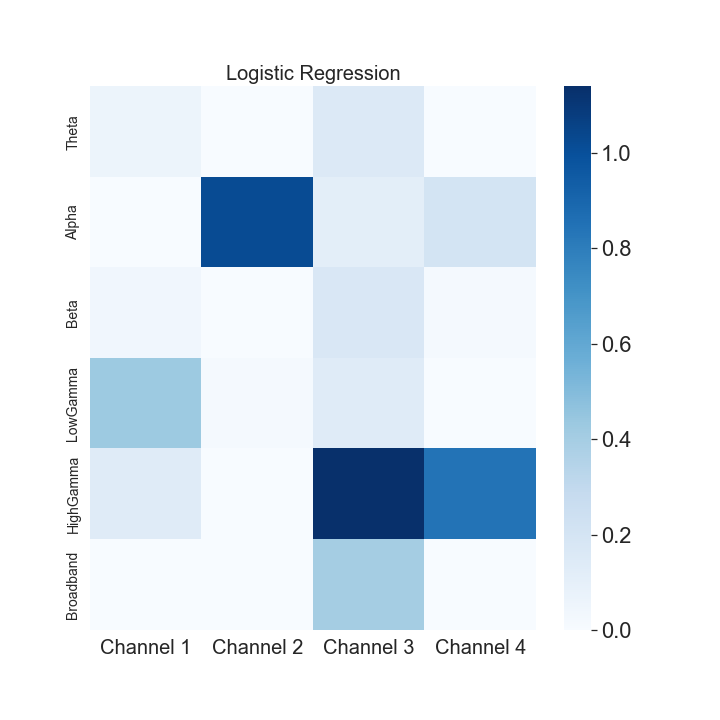 Logistic Regression
Theta
Alpha
Beta
LowGamma
HighGamma
Broadband
Channel 1 Channel 2 Channel 3 Channel 4
1.0
0.8
0.6
0.4
0.2
0.0